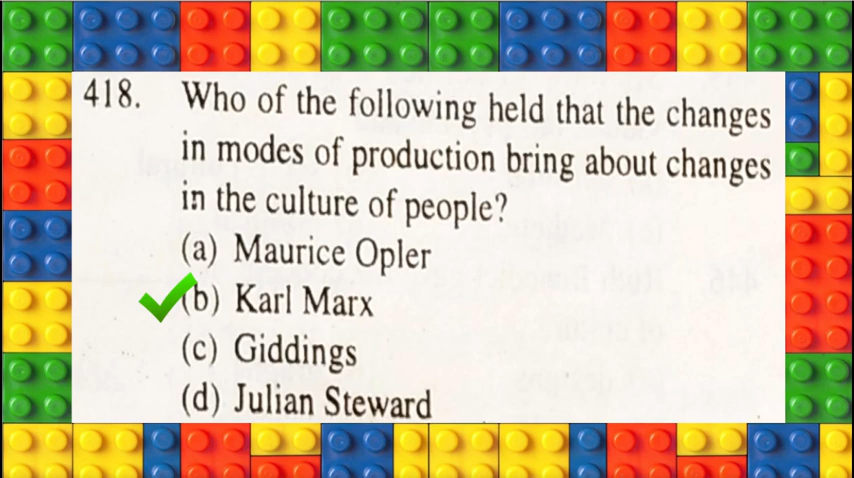 418. Who of the following held that the changes
in modes of production bring about changes
in the culture of people?
(a) Maurice Opler
(b) Karl Marx
(c) Giddings
(d) Julian Steward